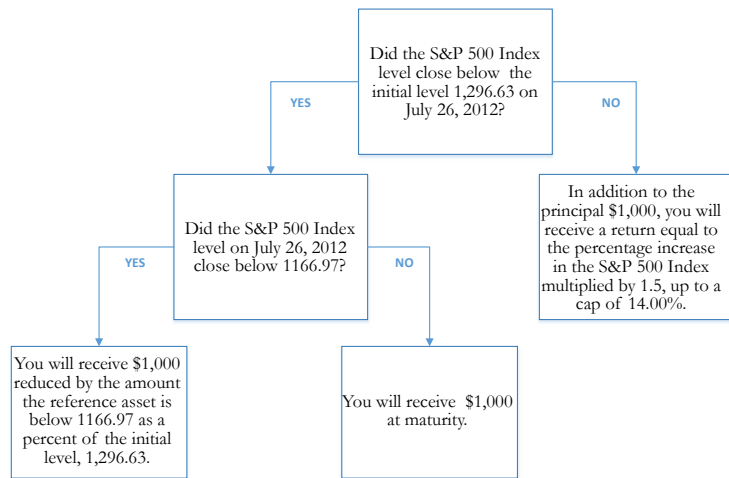 Did the S&P 500 Index
level close below the
initial level 1,296.63 on
July 26, 2012?
YES
NO
Did the S&P 500 Index
level on July 26, 2012
close below 1166.97?
In addition to the
principal $1,000, you will
receive a return equal to
the percentage increase
in the S&P 500 Index
multiplied by 1.5, up to a
cap of 14.00%.
YES
NO
You will receive $1,000
reduced by the amount
the reference asset is
below 1166.97 as a
percent of the initial
level, 1,296.63.
You will receive $1,000
at maturity.